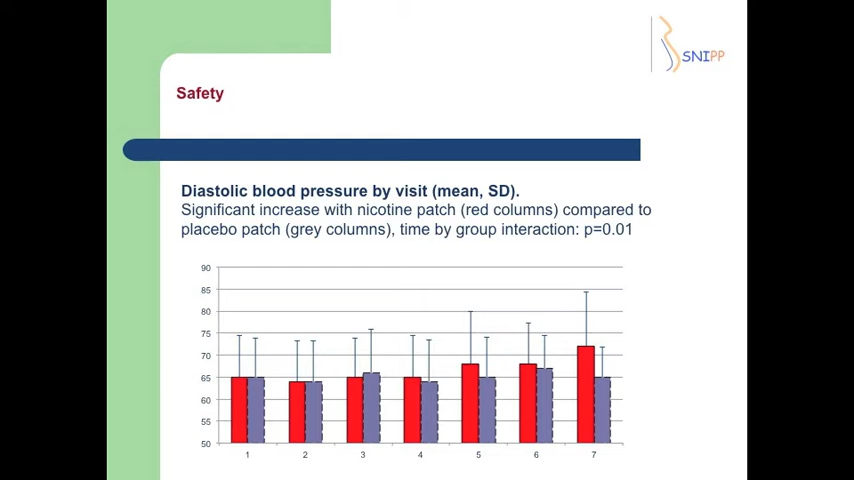 SNIPP
Safety
Diastolic blood pressure by visit (mean, SD).
Significant increase with nicotine patch (red columns) compared to
placebo patch (grey columns), time by group interaction: p=0.01
90
85
80
75
70
65
60
55
50
1 2 3 4 5 6 7